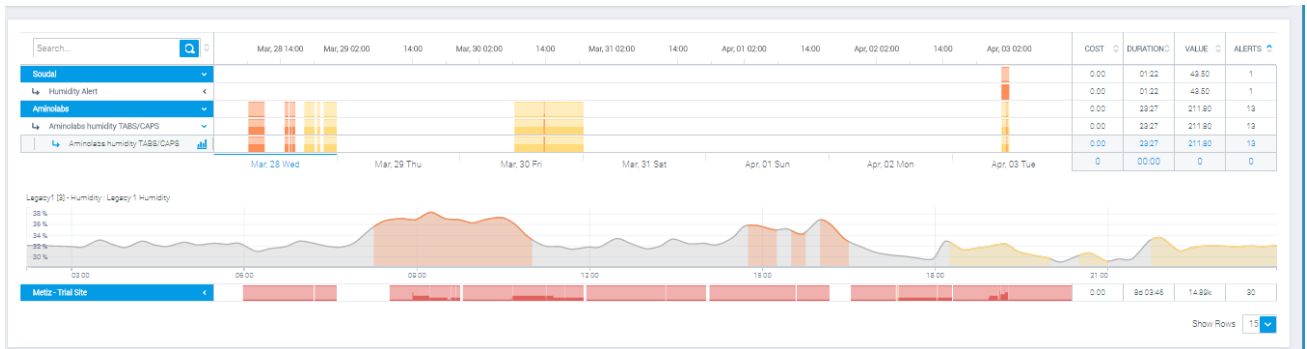 Search...
Mar, 28 14:00 Mar, 29 02:00 14:00 Mar, 30 02:00 14:00 Mar, 31 02:00 14:00 Apr, 01 02:00 14:00 Apr, 02 02:00 14:00 Apr, 03 02:00 COST DURATION VALUE ALERTS
Soudal 0.00 01:22 43.50 1
Humidity Alert 0.00 01:22 43.50 1
Aminolabs 0.00 23:27 211.80 13
Aminolabs humidity TABS/CAPS 0.00 23:27 211.80 13
Aminolabs humidity TABS/CAPS 0.00 23:27 211.80 13
Mar, 28 Wed Mar, 29 Thu Mar, 30 Fri Mar, 31 Sat Apr, 01 Sun Apr, 02 Mon Apr, 03 Tue 0 00:00 0 0
Legacy1 [3] - Humidity : Legacy 1 Humidity
38 %
36 %
34 %
32 %
30 %
03:00 09:00 12:00 18:00 21:00
Metiz - Trial Site 0.00 8d 03:45 14.89k 30
Show Rows 15